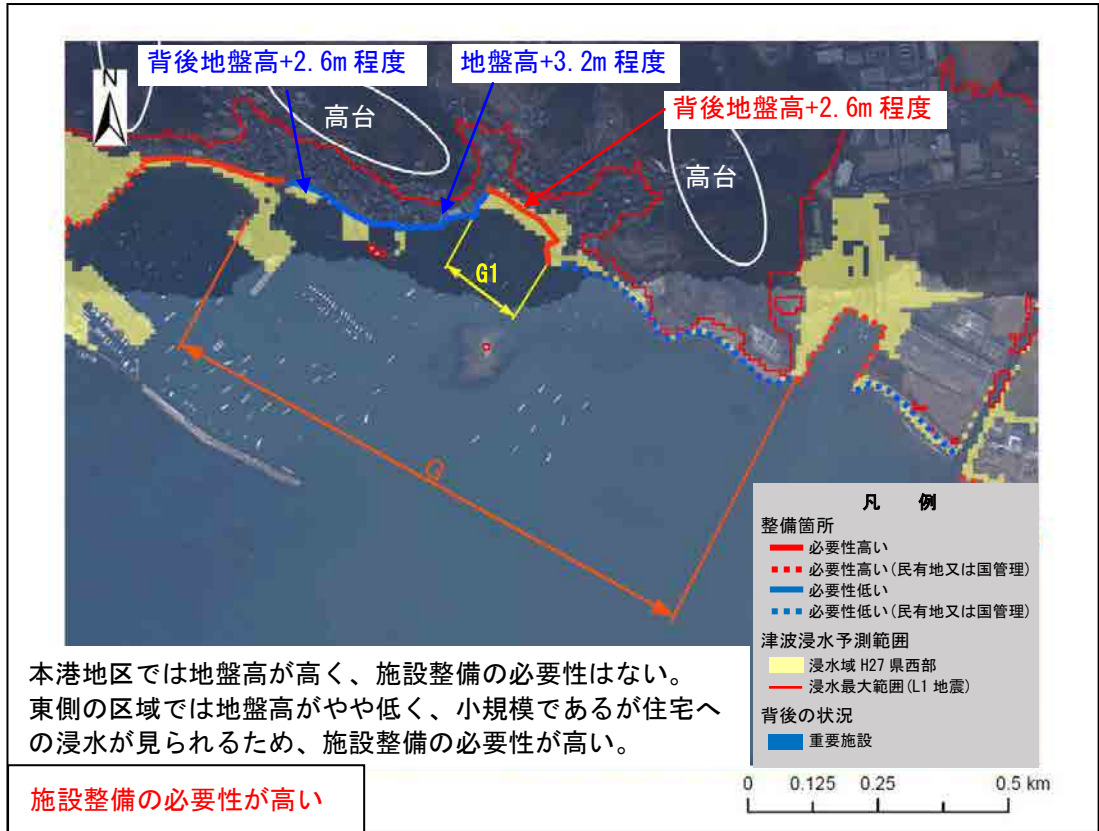 背後地盤高+2.6m 程度
地盤高+3.2m 程度
背後地盤高+2.6m 程度
N
高台
高台
G1
G
凡 例
整備箇所
必要性高い
必要性高い(民有地又は国管理)
必要性低い
必要性低い(民有地又は国管理)
津波浸水予測範囲
浸水域 H27 県西部
浸水最大範囲(L1 地震)
背後の状況
重要施設
本港地区では地盤高が高く、施設整備の必要性はない。
東側の区域では地盤高がやや低く、小規模であるが住宅へ
の浸水が見られるため、施設整備の必要性が高い。
施設整備の必要性が高い
0 0.125 0.25 0.5 km